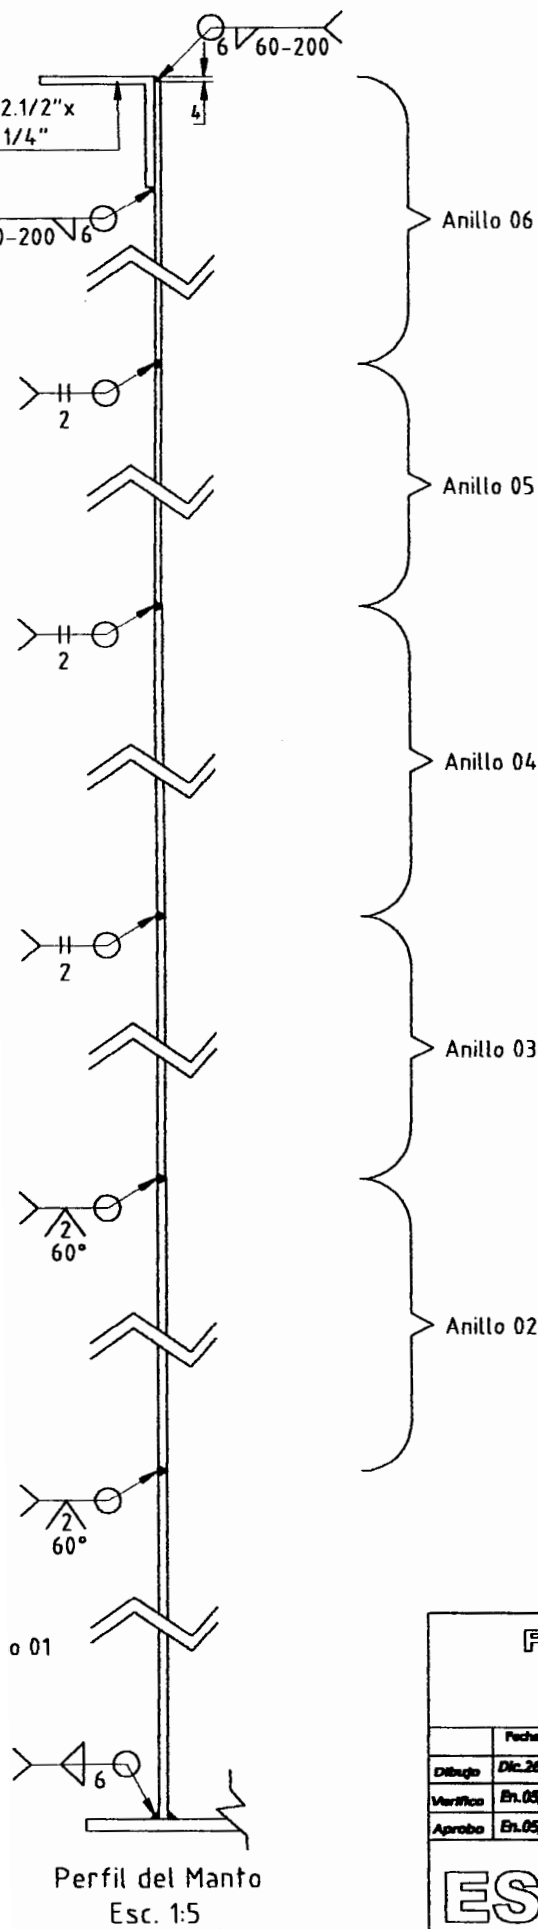 6 60-200
2.1/2"x
1/4"
4
0-200 6
Anillo 06
2
Anillo 05
2
Anillo 04
2
Anillo 03
2
60°
Anillo 02
2
60°
o 01
6
Perfil del Manto
Esc. 1:5
F
Fecha
Dibujo Dic.26
Verifico En.05
Aprobo En.05
ES